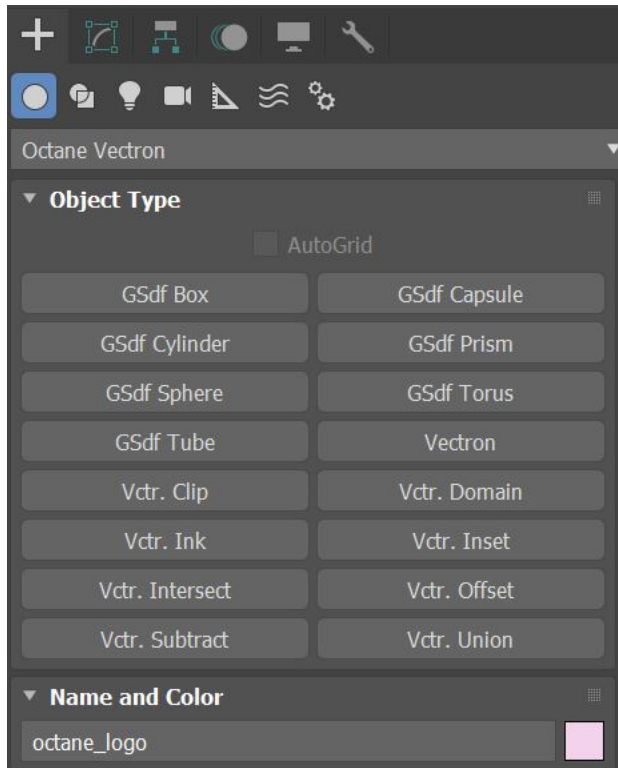 Octane Vectron
Object Type
AutoGrid
GSdf Box GSdf Capsule
GSdf Cylinder GSdf Prism
GSdf Sphere GSdf Torus
GSdf Tube Vectron
Vctr. Clip Vctr. Domain
Vctr. Ink Vctr. Inset
Vctr. Intersect Vctr. Offset
Vctr. Subtract Vctr. Union
Name and Color
octane_logo